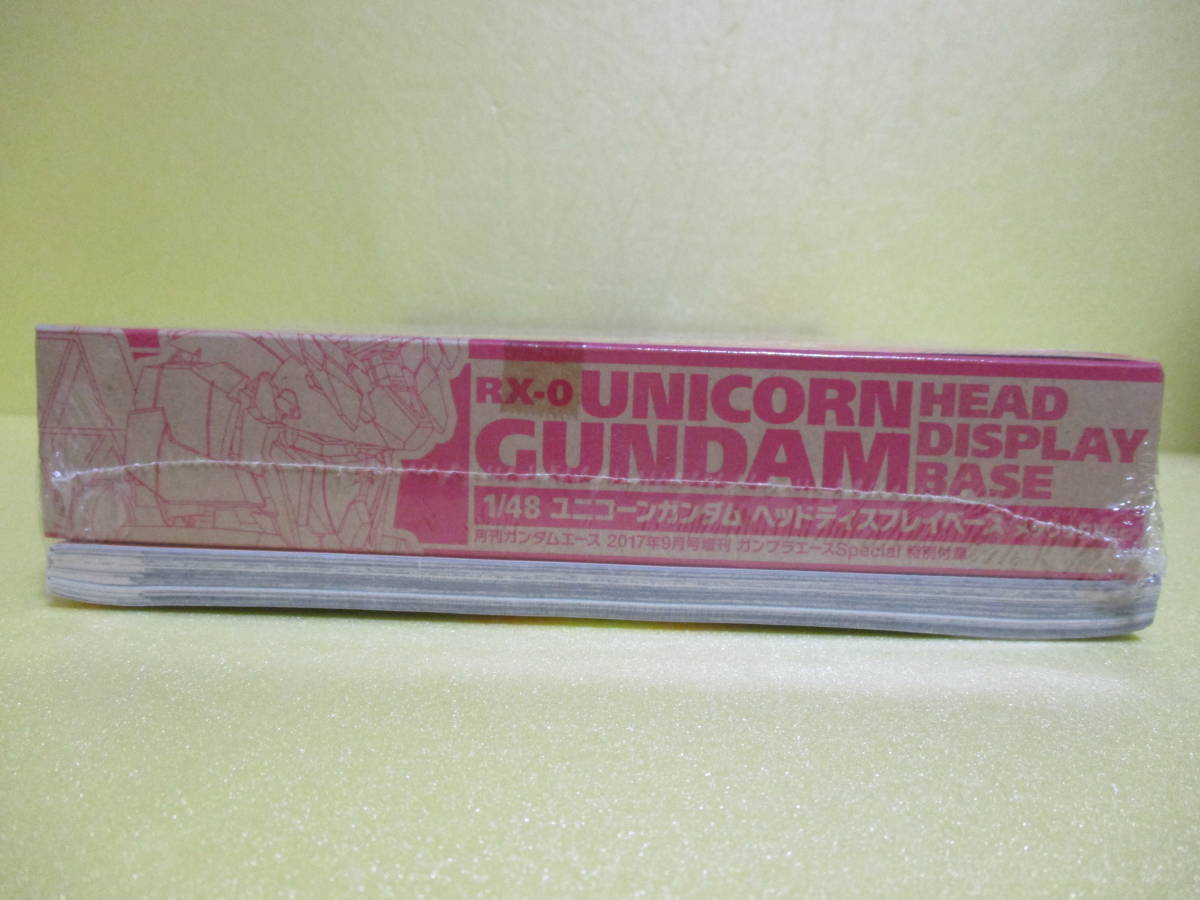 RX-0 UNICORN
GUNDAM
HEAD
DISPLAY
BASE
1/48 ユニコーンガンダム ヘッドディスプレイベース
月刊ガンダムエース 2017年9月号増刊 ガンプラエースSpecial 特別付録